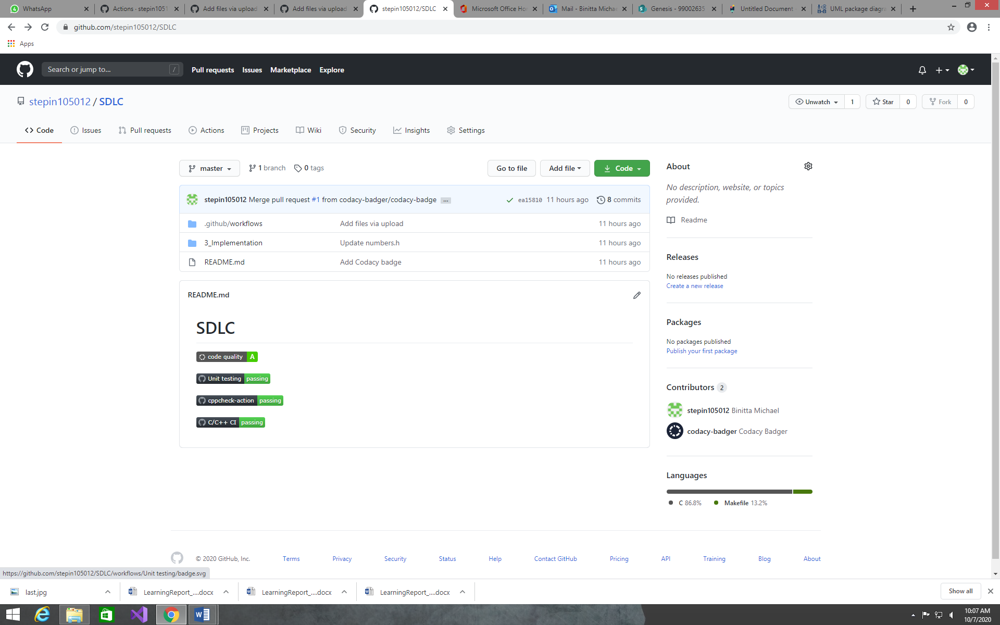 WhatsApp
Actions · stepin1051
Add files via upload
Add files via upload
stepin105012/SDLC
Microsoft Office Ho
Mail - Binitta Michae
Genesis - 99002635
Untitled Document
UML package diagra
github.com/stepin105012/SDLC
Apps
Search or jump to...
/
Pull requests
Issues
Marketplace
Explore
stepin105012 / SDLC
Unwatch 1
Star 0
Fork 0
Code
Issues
Pull requests
Actions
Projects
Wiki
Security
Insights
Settings
master
1 branch
0 tags
Go to file
Add file
Code
stepin105012 Merge pull request #1 from codacy-badger/codacy-badge ...
ea15810 11 hours ago
8 commits
.github/workflows Add files via upload 11 hours ago
3_Implementation Update numbers.h 11 hours ago
README.md Add Codacy badge 11 hours ago
README.md
SDLC
code quality A
Unit testing passing
cppcheck-action passing
C/C++ CI passing
About
No description, website, or topics
provided.
Readme
Releases
No releases published
Create a new release
Packages
No packages published
Publish your first package
Contributors 2
stepin105012 Binitta Michael
codacy-badger Codacy Badger
Languages
C 86.8%
Makefile 13.2%
© 2020 GitHub, Inc.
Terms
Privacy
Security
Status
Help
Contact GitHub
Pricing
API
Training
Blog
About
https://github.com/stepin105012/SDLC/workflows/Unit testing/badge.svg
last.jpg
LearningReport_....docx
LearningReport_....docx
LearningReport_....docx
Show all
10:07 AM
10/7/2020